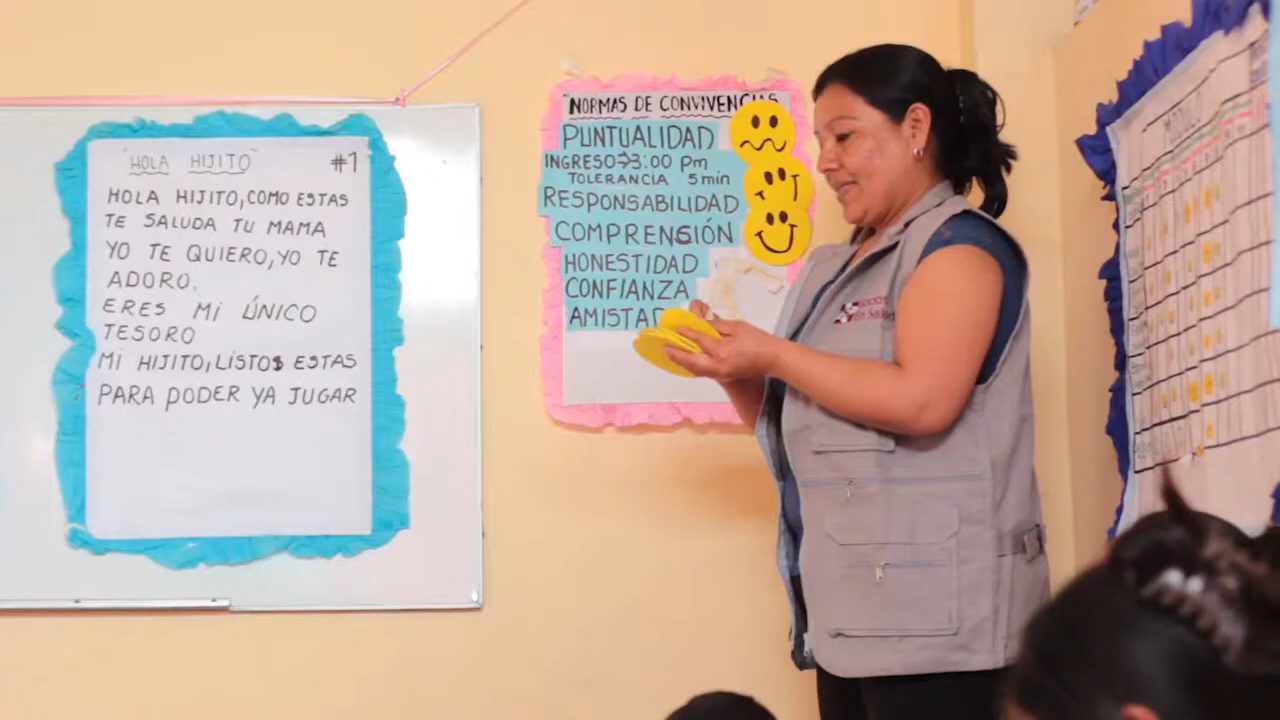 "HOLA HIJITO" #1
HOLA HIJITO, COMO ESTAS
TE SALUDA TU MAMA
YO TE QUIERO, YO TE
ADORO.
ERES MI ÚNICO
TESORO
MI HIJITO, LISTOS ESTAS
PARA PODER YA JUGAR
"NORMAS DE CONVIVENCIAS
PUNTUALIDAD
INGRESO→3:00 Pm
TOLERANCIA 5 min
RESPONSABILIDAD
COMPRENSIÓN
HONESTIDAD
CONFIANZA
AMISTAD